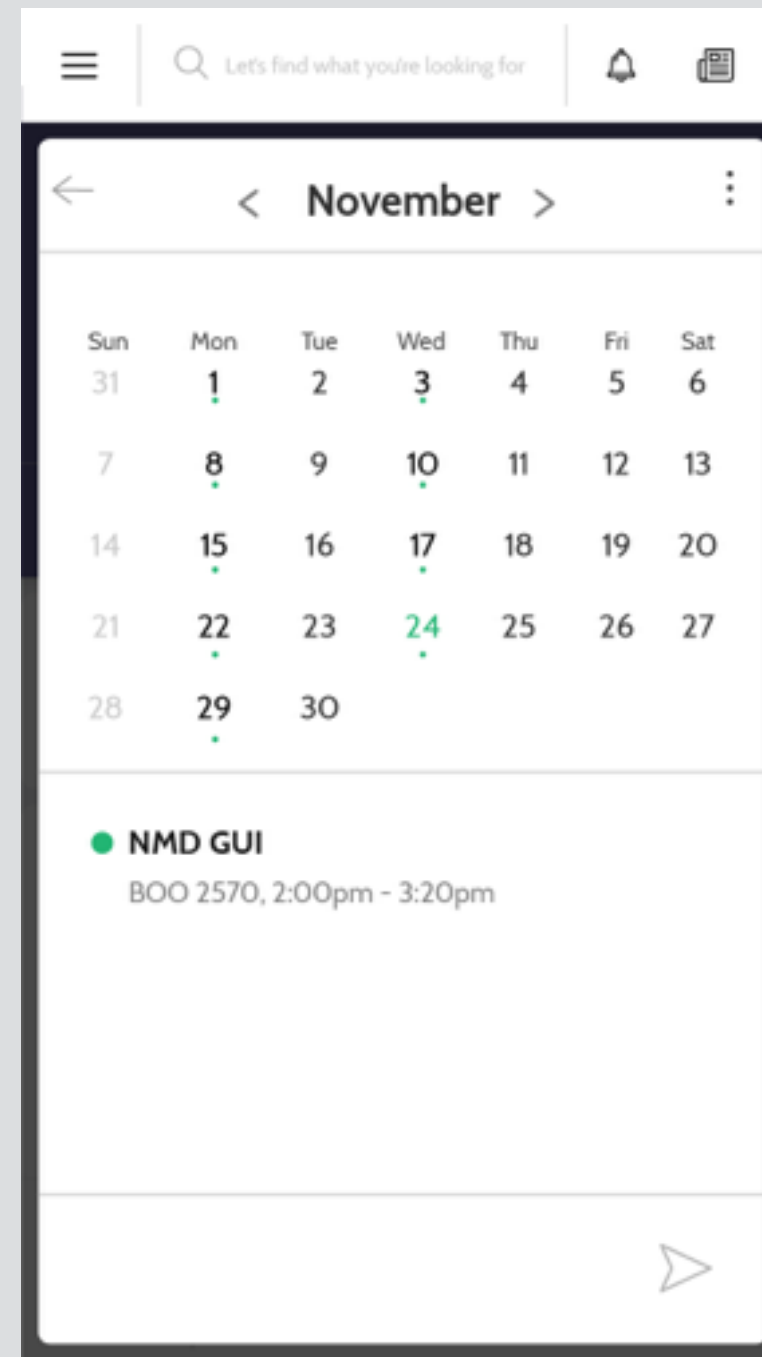 Let's find what you're looking for
< November >
Sun Mon Tue Wed Thu Fri Sat
31 1 2 3 4 5 6
7 8 9 10 11 12 13
14 15 16 17 18 19 20
21 22 23 24 25 26 27
28 29 30
NMD GUI
BOO 2570, 2:00pm - 3:20pm